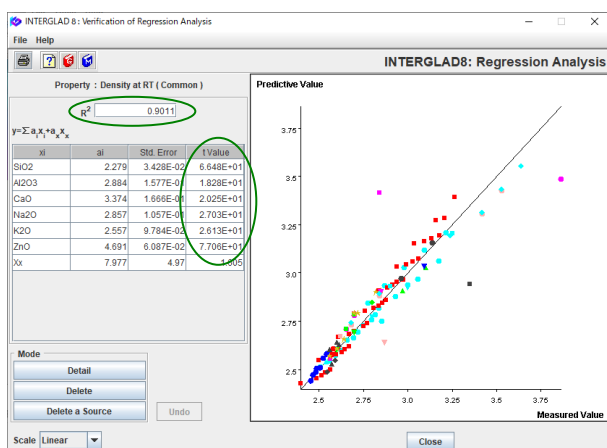 INTERGLAD 8 : Verification of Regression Analysis
File Help
INTERGLAD8: Regression Analysis
Property : Density at RT ( Common )
R2 0.9011
y=Σaixi+axxx
xi ai Std. Error t Value
SiO2 2.279 3.428E-02 6.648E+01
Al2O3 2.884 1.577E-01 1.828E+01
CaO 3.374 1.666E-01 2.025E+01
Na2O 2.857 1.057E-01 2.703E+01
K2O 2.557 9.784E-02 2.613E+01
ZnO 4.691 6.087E-02 7.706E+01
Xx 7.977 4.97 1.605
Mode
Detail
Delete
Delete a Source Undo
Scale Linear
Predictive Value
3.75
3.5
3.25
3.0
2.75
2.5
2.5 2.75 3.0 3.25 3.5 3.75
Measured Value
Close